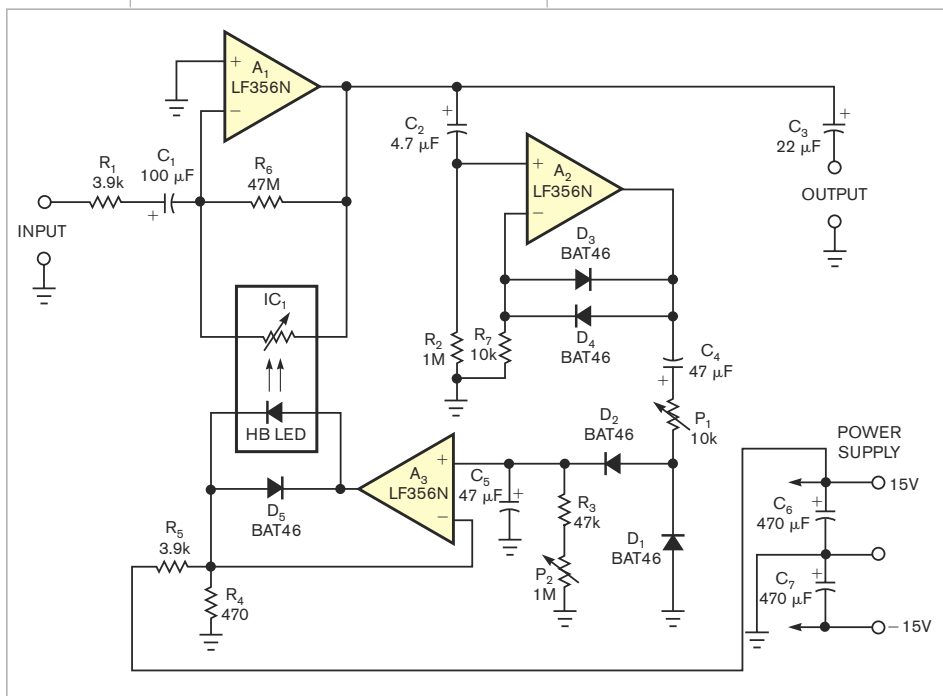 +
A₁
LF356N
−
R₁
3.9k
C₁
100 µF
+
R₆
47M
INPUT
+
C₂
4.7 µF
+
A₂
LF356N
−
D₃
BAT46
D₄
BAT46
+
C₃
22 µF
OUTPUT
IC₁
HB LED
R₂
1M
R₇
10k
C₄
47 µF
+
P₁
10k
D₂
BAT46
+
A₃
LF356N
−
C₅
47 µF
+
R₃
47k
P₂
1M
D₁
BAT46
D₅
BAT46
R₅
3.9k
R₄
470
POWER
SUPPLY
15V
+
C₆
470 µF
+
C₇
470 µF
−15V